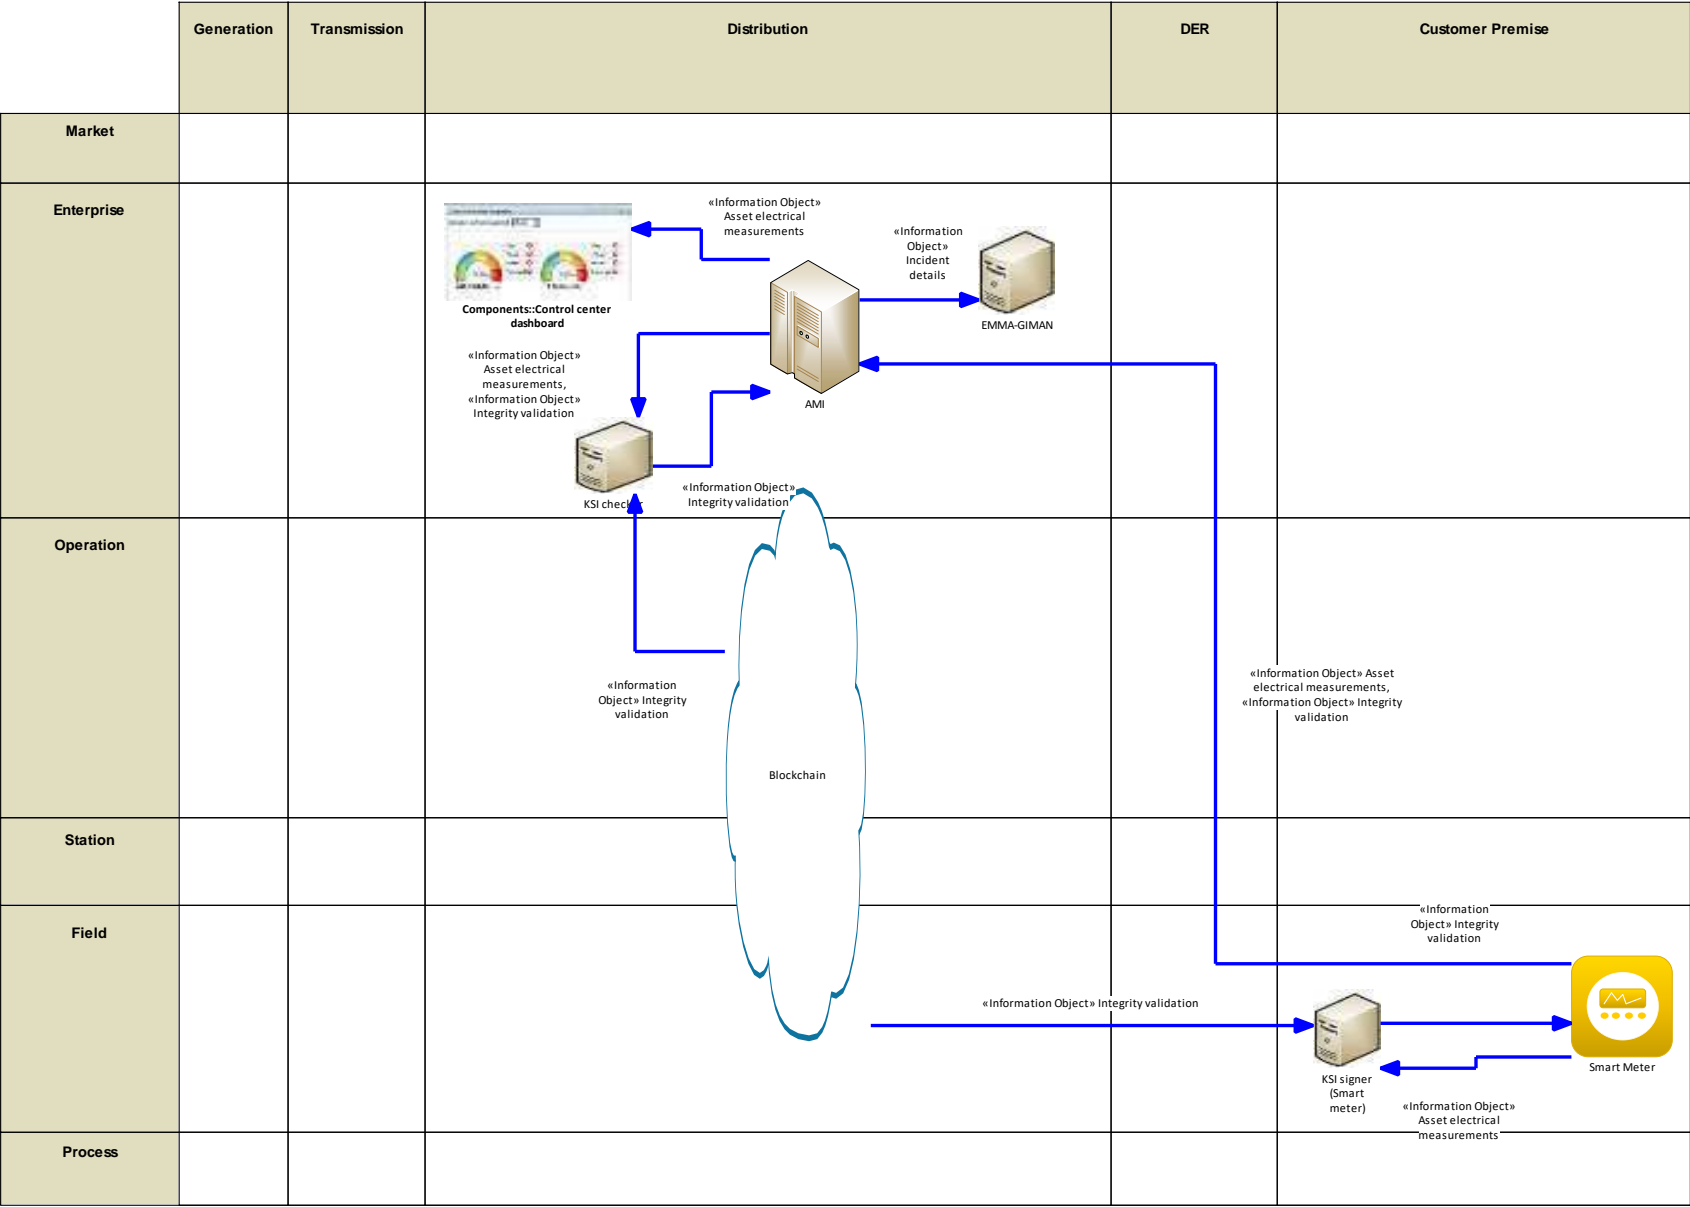 Generation
Transmission
Distribution
DER
Customer Premise
Market
Enterprise
«Information Object»
Asset electrical
measurements
«Information
Object»
Incident
details
Components::Control center
dashboard
EMMA-GIMAN
«Information Object»
Asset electrical
measurements,
«Information Object»
Integrity validation
AMI
«Information Object»
Integrity validation
KSI
Operation
«Information Object» Asset
electrical measurements,
«Information Object» Integrity
validation
«Information
Object» Integrity
validation
Blockchain
Station
Field
«Information
Object» Integrity
validation
«Information Object» Integrity validation
Smart Meter
KSI signer
(Smart
meter)
«Information Object»
Asset electrical
measurements
Process